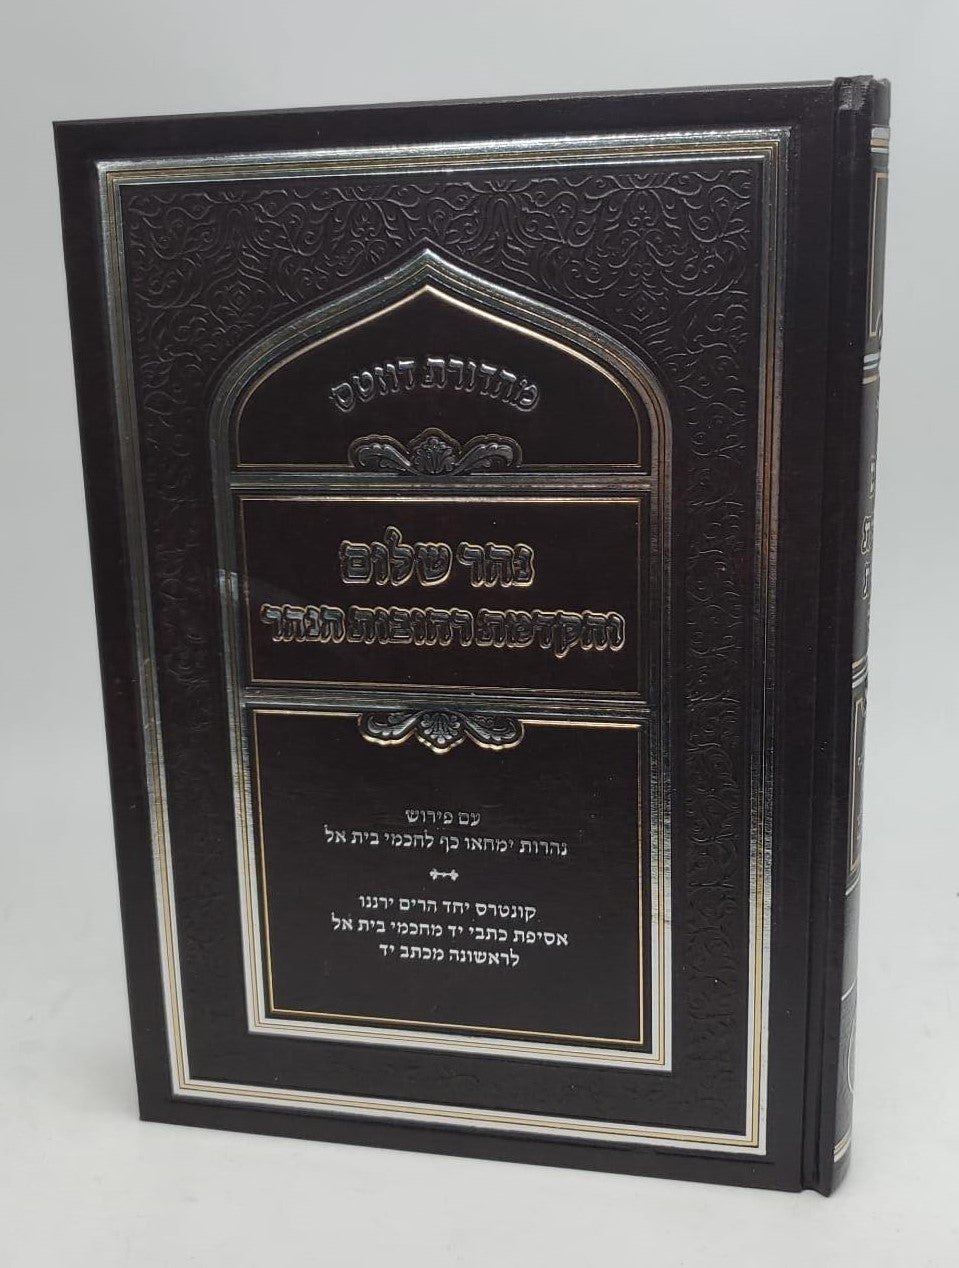 מהדורת דווטש
נהר שלום
והקדמת רחובות הנהר
עם פירוש
נהרות ימחאו כף לחכמי בית אל
קונטרס יחד הרים ירננו
אסיפת כתבי יד מחכמי בית אל
לראשונה מכתב יד